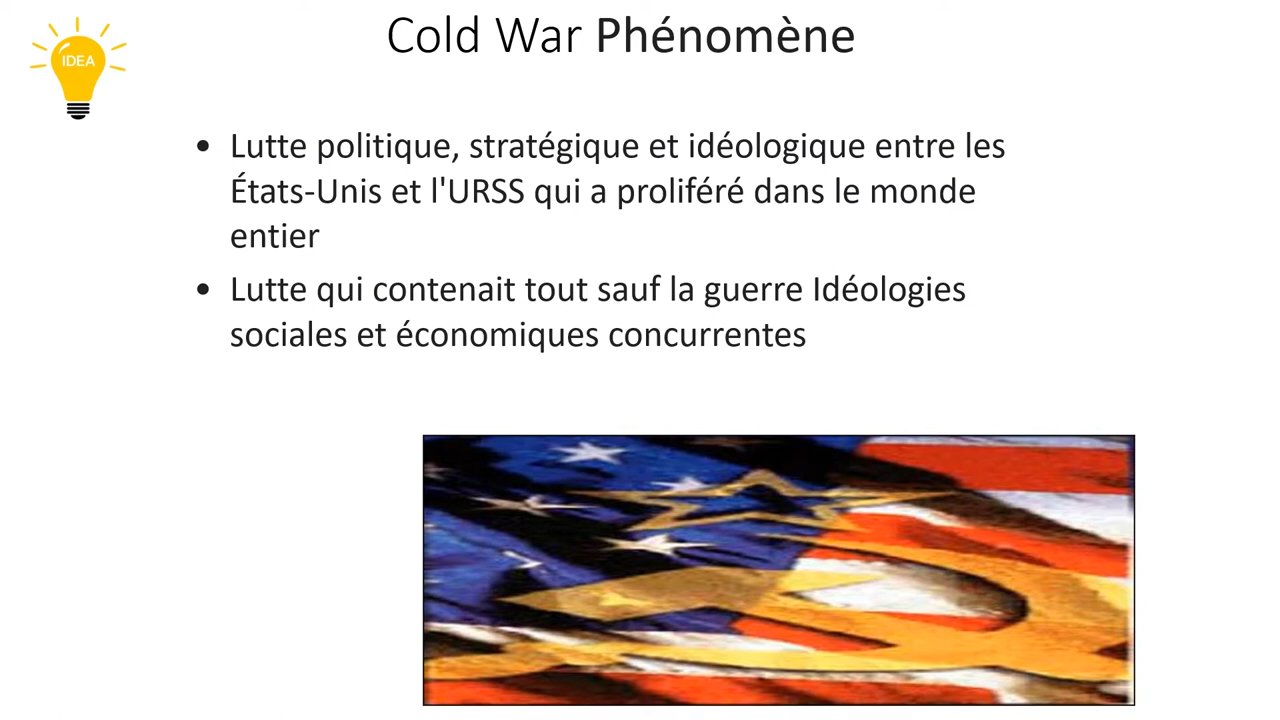 IDEA
Cold War Phénomène
• Lutte politique, stratégique et idéologique entre les
États-Unis et l'URSS qui a proliféré dans le monde
entier
• Lutte qui contenait tout sauf la guerre Idéologies
sociales et économiques concurrentes